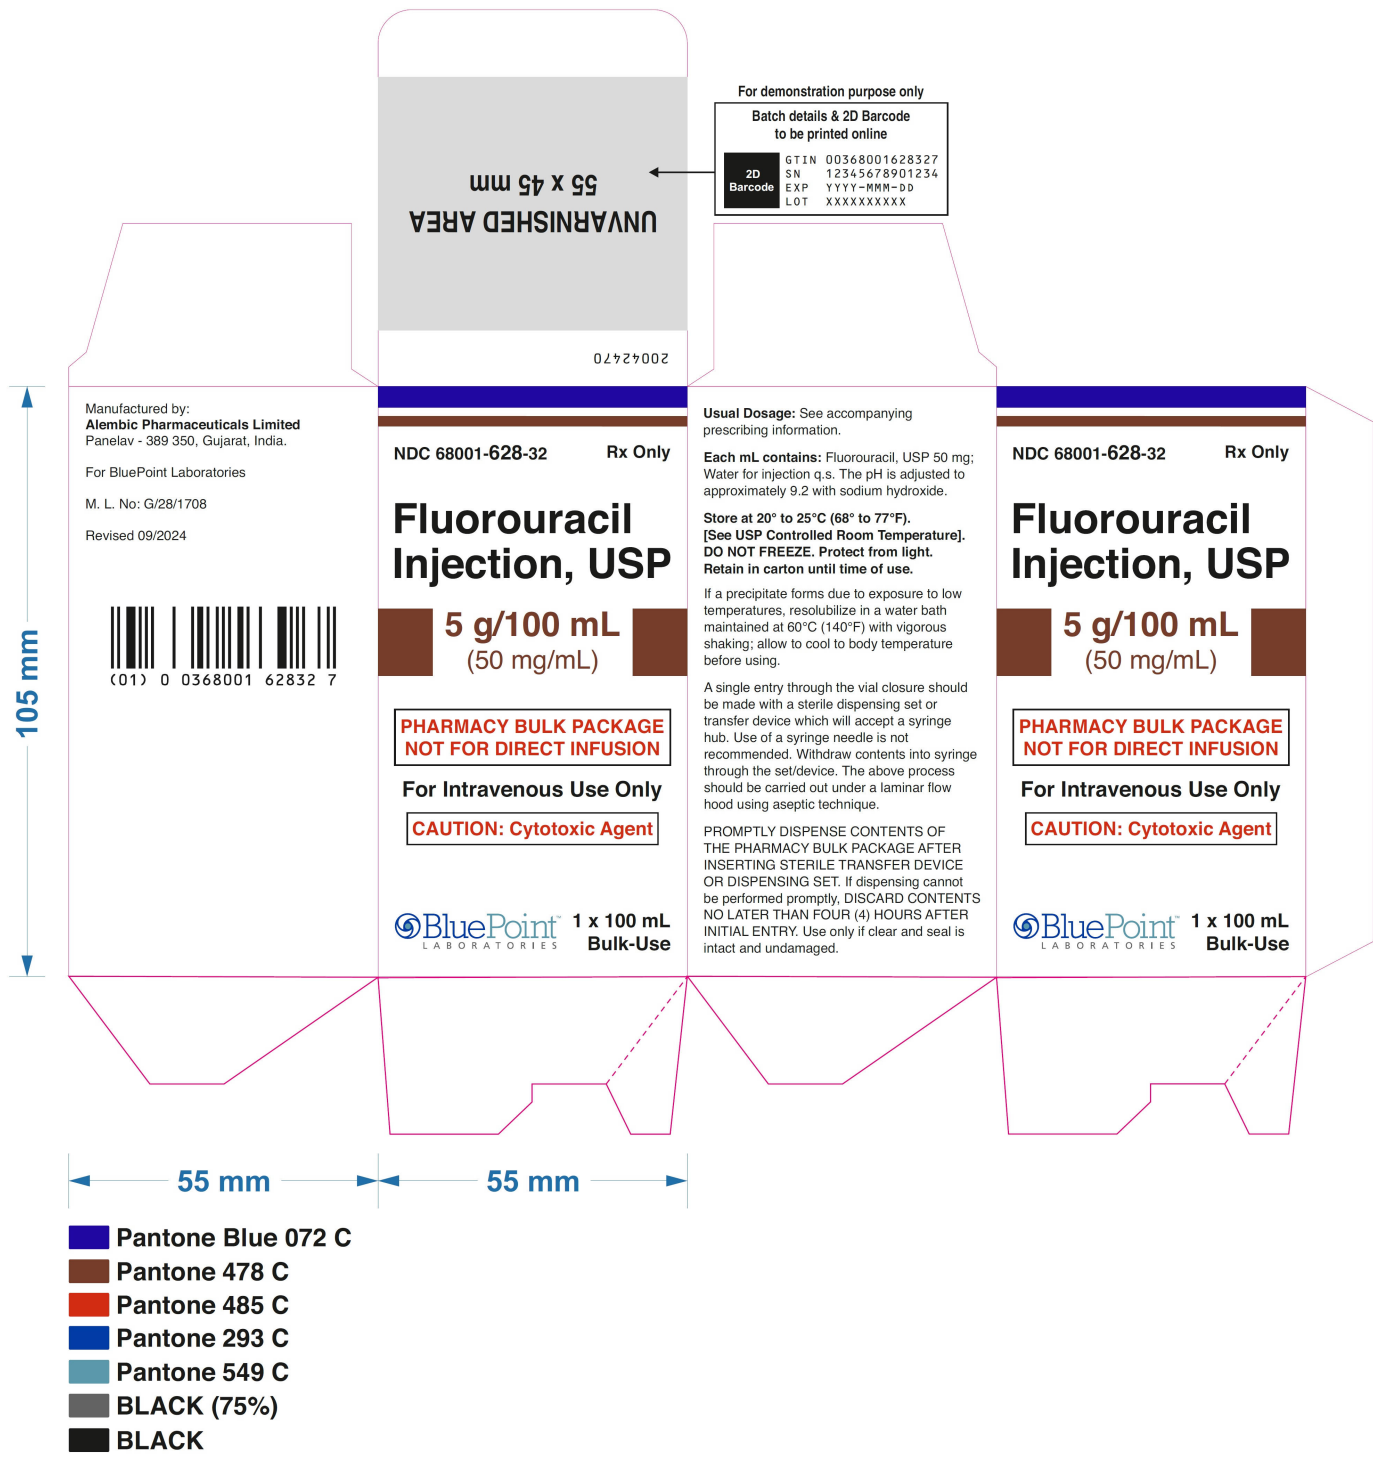 For demonstration purpose only
Batch details & 2D Barcode
to be printed online
2D
Barcode
GTIN 00368001628327
SN 12345678901234
EXP YYYY-MMM-DD
LOT XXXXXXXXXX
UNVARNISHED AREA
55 x 45 mm
20042470
105 mm
Manufactured by:
Alembic Pharmaceuticals Limited
Panelav - 389 350, Gujarat, India.
For BluePoint Laboratories
M. L. No: G/28/1708
Revised 09/2024
(01) 0 0368001 62832 7
NDC 68001-628-32 Rx Only
Fluorouracil
Injection, USP
5 g/100 mL
(50 mg/mL)
PHARMACY BULK PACKAGE
NOT FOR DIRECT INFUSION
For Intravenous Use Only
CAUTION: Cytotoxic Agent
BluePoint™
LABORATORIES
1 x 100 mL
Bulk-Use
Usual Dosage: See accompanying
prescribing information.
Each mL contains: Fluorouracil, USP 50 mg;
Water for injection q.s. The pH is adjusted to
approximately 9.2 with sodium hydroxide.
Store at 20° to 25°C (68° to 77°F).
[See USP Controlled Room Temperature].
DO NOT FREEZE. Protect from light.
Retain in carton until time of use.
If a precipitate forms due to exposure to low
temperatures, resolubilize in a water bath
maintained at 60°C (140°F) with vigorous
shaking; allow to cool to body temperature
before using.
A single entry through the vial closure should
be made with a sterile dispensing set or
transfer device which will accept a syringe
hub. Use of a syringe needle is not
recommended. Withdraw contents into syringe
through the set/device. The above process
should be carried out under a laminar flow
hood using aseptic technique.
PROMPTLY DISPENSE CONTENTS OF
THE PHARMACY BULK PACKAGE AFTER
INSERTING STERILE TRANSFER DEVICE
OR DISPENSING SET. If dispensing cannot
be performed promptly, DISCARD CONTENTS
NO LATER THAN FOUR (4) HOURS AFTER
INITIAL ENTRY. Use only if clear and seal is
intact and undamaged.
NDC 68001-628-32 Rx Only
Fluorouracil
Injection, USP
5 g/100 mL
(50 mg/mL)
PHARMACY BULK PACKAGE
NOT FOR DIRECT INFUSION
For Intravenous Use Only
CAUTION: Cytotoxic Agent
BluePoint™
LABORATORIES
1 x 100 mL
Bulk-Use
55 mm
55 mm
Pantone Blue 072 C
Pantone 478 C
Pantone 485 C
Pantone 293 C
Pantone 549 C
BLACK (75%)
BLACK